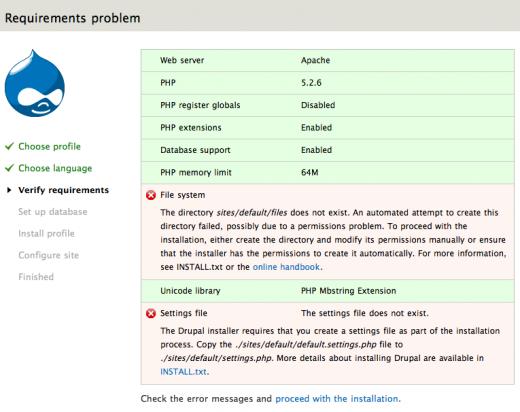 Requirements problem
Choose profile
Choose language
Verify requirements
Set up database
Install profile
Configure site
Finished
Web server Apache
PHP 5.2.6
PHP register globals Disabled
PHP extensions Enabled
Database support Enabled
PHP memory limit 64M
File system
The directory sites/default/files does not exist. An automated attempt to create this
directory failed, possibly due to a permissions problem. To proceed with the
installation, either create the directory and modify its permissions manually or ensure
that the installer has the permissions to create it automatically. For more information,
see INSTALL.txt or the online handbook.
Unicode library PHP Mbstring Extension
Settings file The settings file does not exist.
The Drupal installer requires that you create a settings file as part of the installation
process. Copy the ./sites/default/default.settings.php file to
./sites/default/settings.php. More details about installing Drupal are available in
INSTALL.txt.
Check the error messages and proceed with the installation.